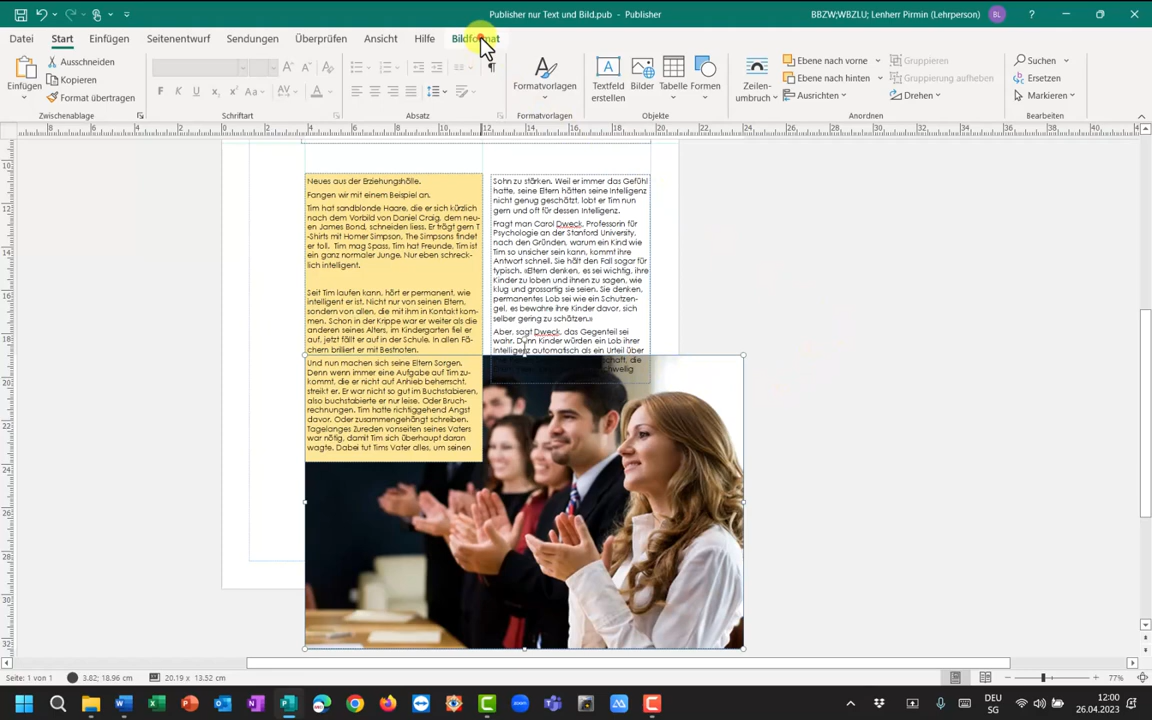 Publisher nur Text und Bild.pub - Publisher
BBZW;WBZLU; Lenherr Pirmin (Lehrperson)
BL
Datei
Start
Einfügen
Seitenentwurf
Sendungen
Überprüfen
Ansicht
Hilfe
Bildformat
Einfügen
Ausschneiden
Kopieren
Format übertragen
Zwischenablage
F
K
U
Schriftart
Absatz
Formatvorlagen
Formatvorlagen
Textfeld erstellen
Bilder
Tabelle
Formen
Objekte
Zeilen-
umbruch
Ebene nach vorne
Ebene nach hinten
Ausrichten
Gruppieren
Gruppierung aufheben
Drehen
Anordnen
Suchen
Ersetzen
Markieren
Bearbeiten
Neues aus der Erziehungshölle.
Fangen wir mit einem Beispiel an.
Tim hat sandblonde Haare, die er sich kürzlich
nach dem Vorbild von Daniel Craig, dem neu-
en James Bond, schneiden liess. Er trägt gern T
-Shirts mit Homer Simpson, The Simpsons findet
er toll. Tim mag Spass, Tim hat Freunde, Tim ist
ein ganz normaler Junge. Nur eben schreck-
lich intelligent.
Seit Tim laufen kann, hört er permanent, wie
intelligent er ist. Nicht nur von seinen Eltern,
sondern von allen, die mit ihm in Kontakt kom-
men. Schon in der Krippe war er weiter als die
anderen seines Alters, im Kindergarten fiel er
auf, jetzt fällt er auf in der Schule. In allen Fä-
chern brilliert er mit Bestnoten.
Und nun machen sich seine Eltern Sorgen.
Denn wenn immer eine Aufgabe auf Tim zu-
kommt, die er nicht auf Anhieb beherrscht,
streikt er. Er war nicht so gut im Buchstabieren,
also buchstabierte er nur leise. Oder Bruch-
rechnungen. Tim hatte richtiggehend Angst
davor. Oder zusammengehängt schreiben.
Tagelanges Zureden vonseiten seines Vaters
war nötig, damit Tim sich überhaupt daran
wagte. Dabei tut Tims Vater alles, um seinen
Sohn zu stärken. Weil er immer das Gefühl
hatte, seine Eltern hätten seine Intelligenz
nicht genug geschätzt, lobt er Tim nun
gern und oft für dessen Intelligenz.
Fragt man Carol Dweck, Professorin für
Psychologie an der Stanford University,
nach den Gründen, warum ein Kind wie
Tim so unsicher sein kann, kommt ihre
Antwort schnell. Sie hält den Fall sogar für
typisch. «Eltern denken, es sei wichtig, ihre
Kinder zu loben und ihnen zu sagen, wie
klug und grossartig sie seien. Sie denken,
permanentes Lob sei wie ein Schutzen-
gel, es bewahre ihre Kinder davor, sich
selber gering zu schätzen.»
Aber, sagt Dweck, das Gegenteil sei
wahr. Denn Kinder würden ein Lob ihrer
Intelligenz automatisch als ein Urteil über
Seite: 1 von 1
3.82; 18.96 cm
20.19 x 13.52 cm
77%
DEU
SG
12:00
26.04.2023